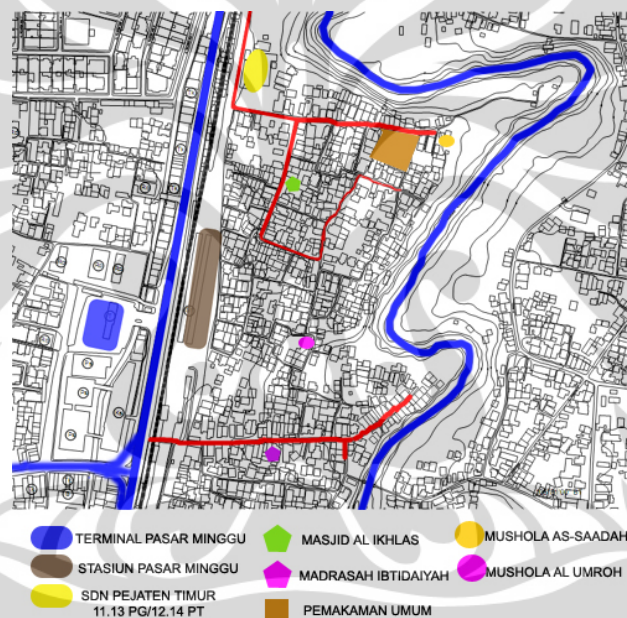 TERMINAL PASAR MINGGU
STASIUN PASAR MINGGU
SDN PEJATEN TIMUR
11.13 PG/12.14 PT
MASJID AL IKHLAS
MADRASAH IBTIDAIYAH
PEMAKAMAN UMUM
MUSHOLA AS-SAADAH
MUSHOLA AL UMROH